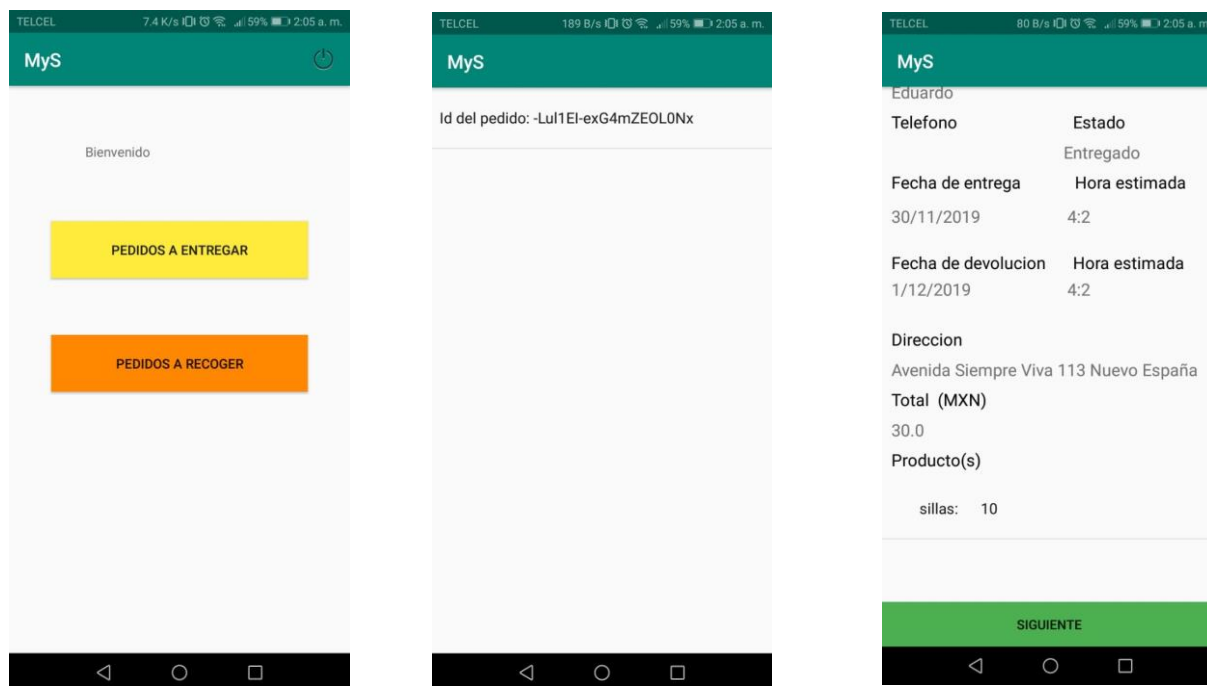 TELCEL 7.4 K/s 59% 2:05 a. m.
MyS
Bienvenido
PEDIDOS A ENTREGAR
PEDIDOS A RECOGER
TELCEL 189 B/s 59% 2:05 a. m.
MyS
Id del pedido: -Lul1EI-exG4mZEOL0Nx
TELCEL 80 B/s 59% 2:05 a. m
MyS
Eduardo
Telefono Estado
Entregado
Fecha de entrega Hora estimada
30/11/2019 4:2
Fecha de devolucion Hora estimada
1/12/2019 4:2
Direccion
Avenida Siempre Viva 113 Nuevo España
Total (MXN)
30.0
Producto(s)
sillas: 10
SIGUIENTE